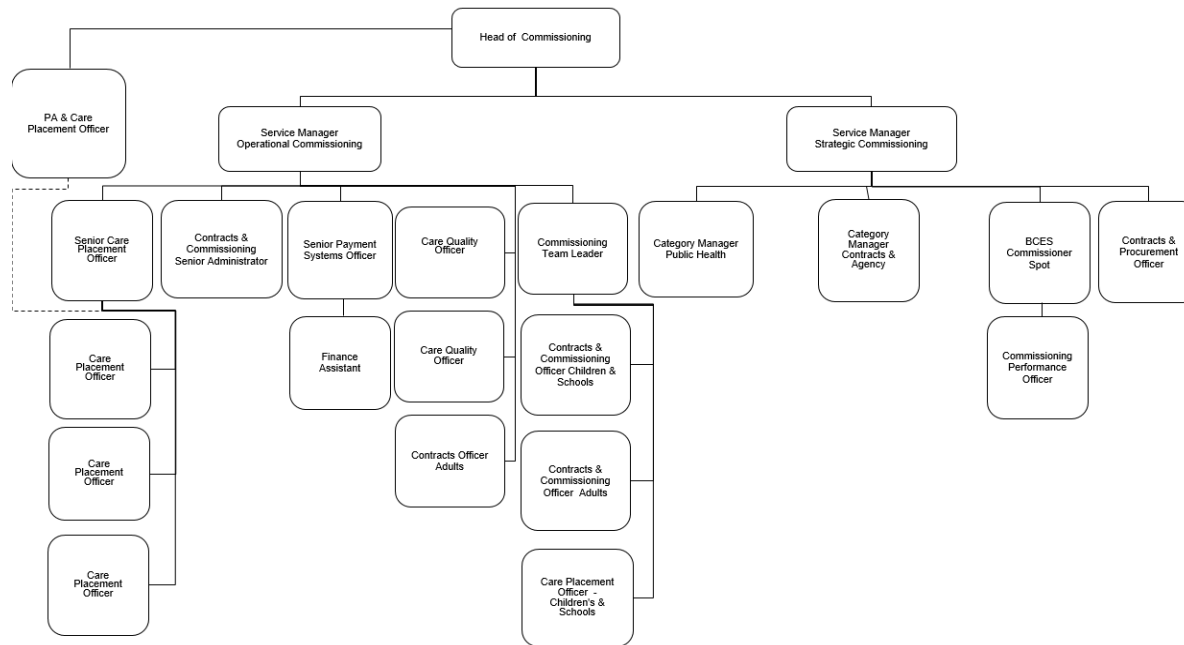 Head of Commissioning
PA & Care
Placement Officer
Service Manager
Operational Commissioning
Service Manager
Strategic Commissioning
Senior Care
Placement
Officer
Contracts &
Commissioning
Senior Administrator
Senior Payment
Systems Officer
Care Quality
Officer
Commissioning
Team Leader
Category Manager
Public Health
Category
Manager
Contracts &
Agency
BCES
Commissioner
Spot
Contracts &
Procurement
Officer
Care
Placement
Officer
Finance
Assistant
Care Quality
Officer
Contracts &
Commissioning
Officer Children &
Schools
Commissioning
Performance
Officer
Care
Placement
Officer
Contracts Officer
Adults
Contracts &
Commissioning
Officer Adults
Care
Placement
Officer
Care Placement
Officer -
Children's &
Schools